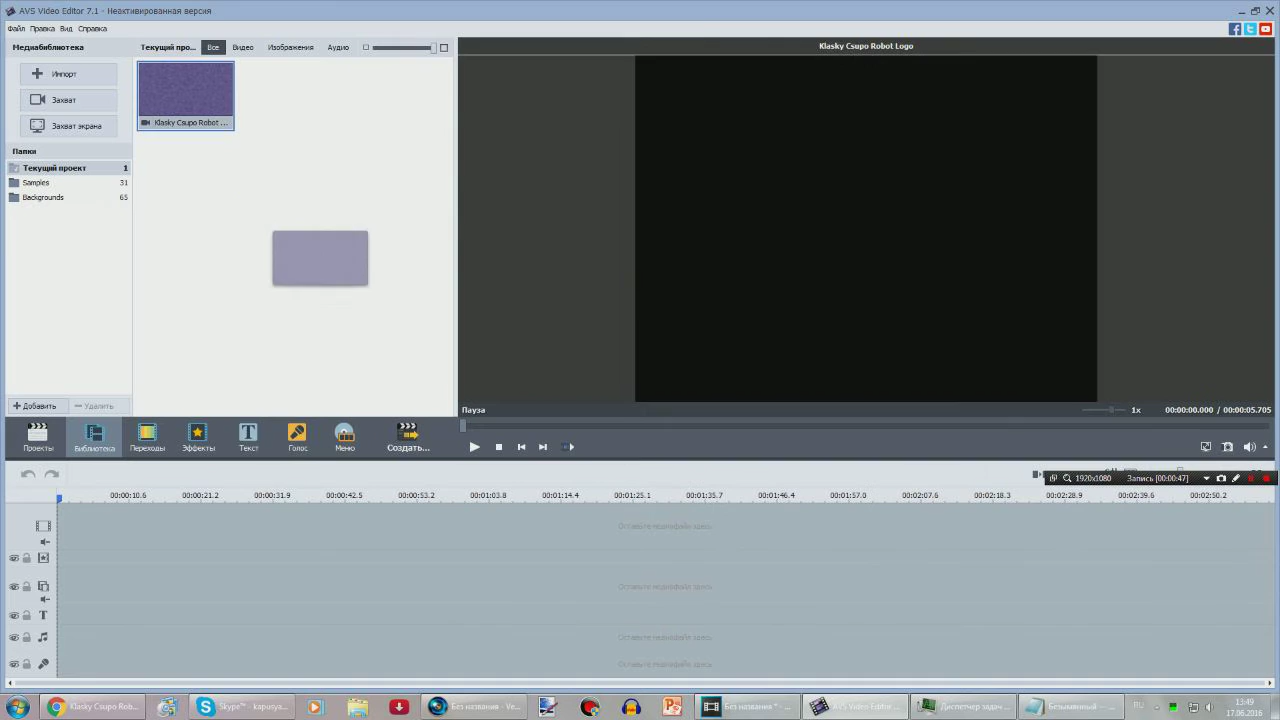 AVS Video Editor 7.1 - Неактивированная версия
Файл Правка Вид Справка
Медиабиблиотека
Текущий про... Все Видео Изображения Аудио
Klasky Csupo Robot Logo
Импорт
Захват
Захват экрана
Klasky Csupo Robot ...
Папки
Текущий проект 1
Samples 31
Backgrounds 65
Добавить Удалить
Пауза 1x 00:00:00.000 / 00:00:05.705
Проекты Библиотека Переходы Эффекты Текст Голос Меню Создать...
1920x1080 Запись [00:00:47]
00:00:10.6 00:00:21.2 00:00:31.9 00:00:42.5 00:00:53.2 00:01:03.8 00:01:14.4 00:01:25.1 00:01:35.7 00:01:46.4 00:01:57.0 00:02:07.6 00:02:18.3 00:02:28.9 00:02:39.6 00:02:50.2
Оставьте медиафайл здесь
Оставьте медиафайл здесь
Оставьте медиафайл здесь
Оставьте медиафайл здесь
Klasky Csupo Rob... Skype™ - kapusya... Без названия - Ve... Без названия * - ... AVS Video Editor ... Диспетчер задач ... Безымянный — ... RU 13:49
17.06.2016